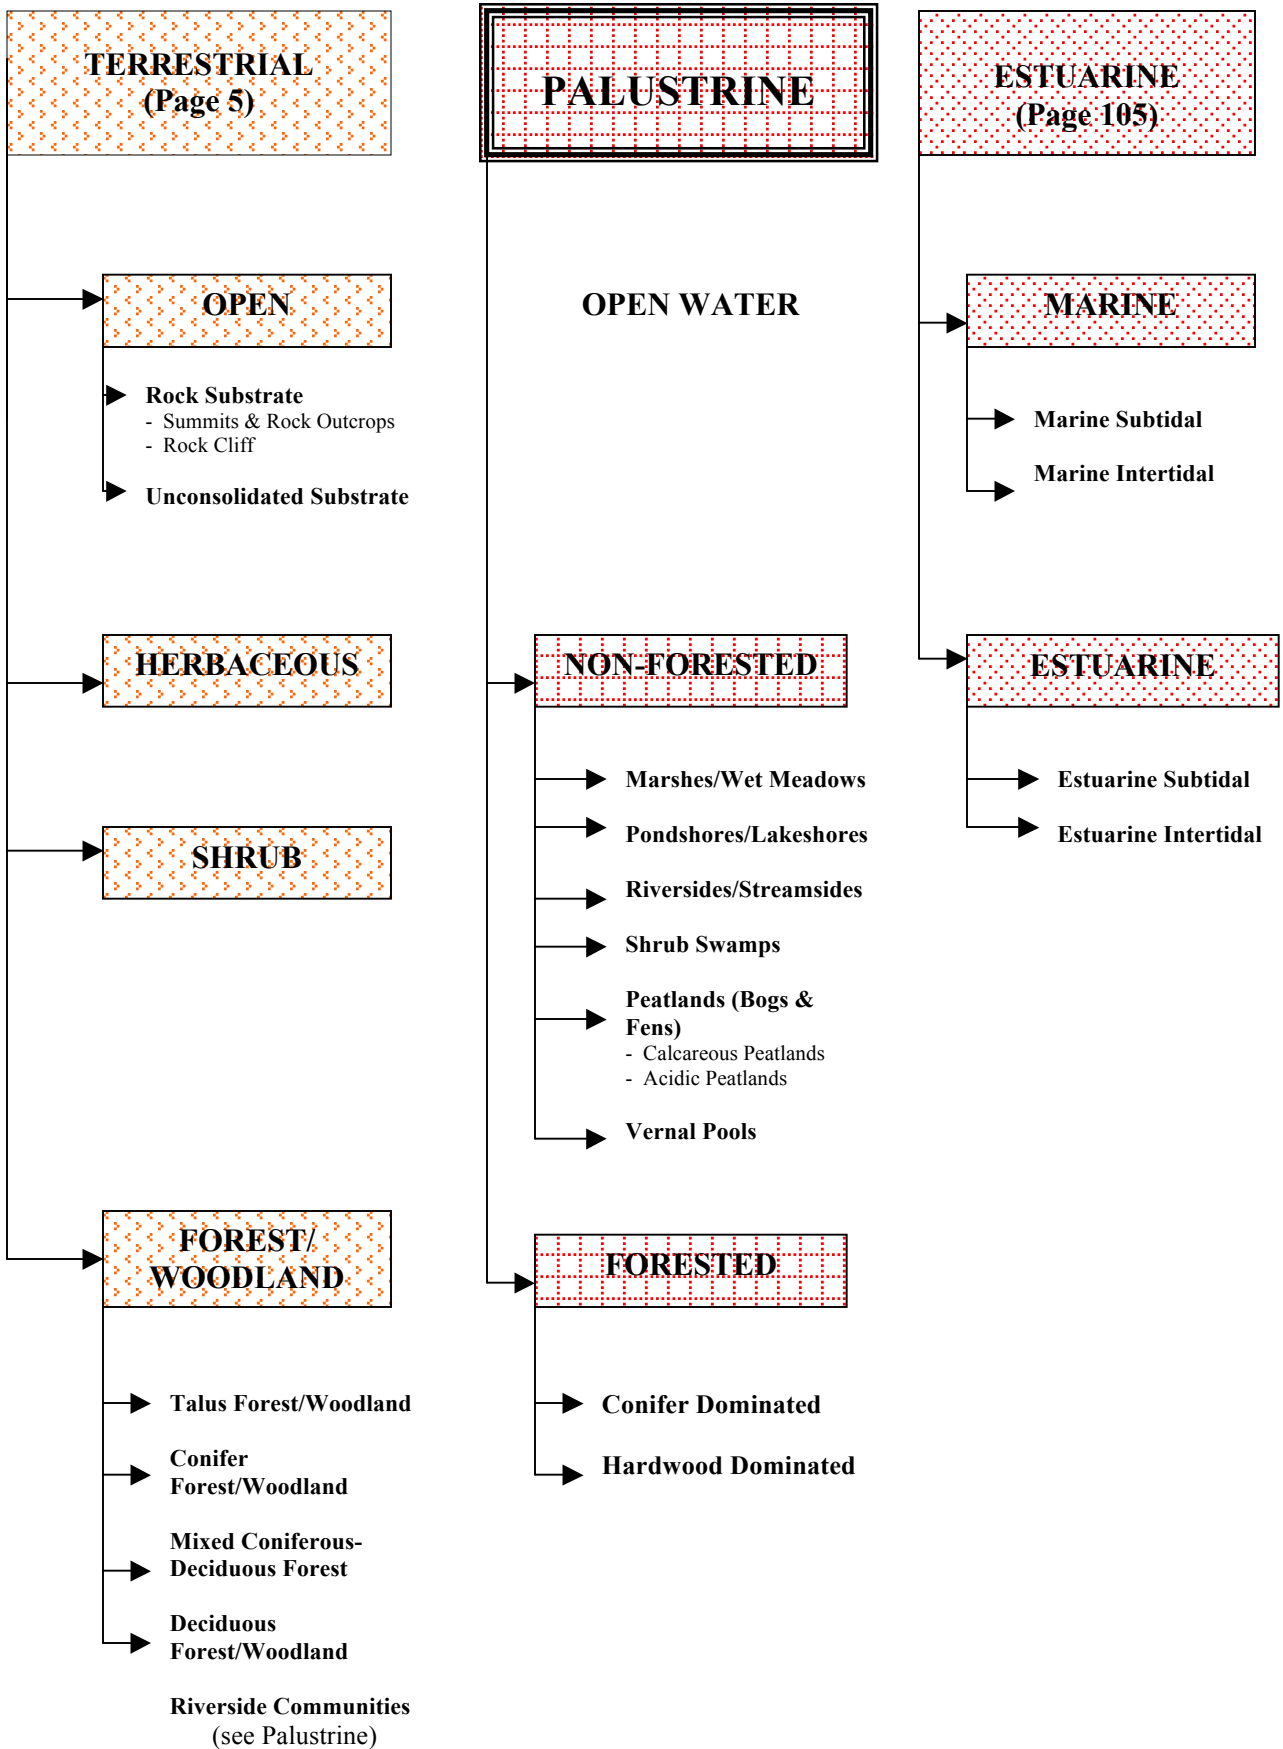 TERRESTRIAL
(Page 5)
OPEN
Rock Substrate
- Summits & Rock Outcrops
- Rock Cliff
Unconsolidated Substrate
HERBACEOUS
SHRUB
FOREST/
WOODLAND
Talus Forest/Woodland
Conifer
Forest/Woodland
Mixed Coniferous-
Deciduous Forest
Deciduous
Forest/Woodland
Riverside Communities
(see Palustrine)
PALUSTRINE
OPEN WATER
NON-FORESTED
Marshes/Wet Meadows
Pondshores/Lakeshores
Riversides/Streamsides
Shrub Swamps
Peatlands (Bogs &
Fens)
- Calcareous Peatlands
- Acidic Peatlands
Vernal Pools
FORESTED
Conifer Dominated
Hardwood Dominated
ESTUARINE
(Page 105)
MARINE
Marine Subtidal
Marine Intertidal
ESTUARINE
Estuarine Subtidal
Estuarine Intertidal